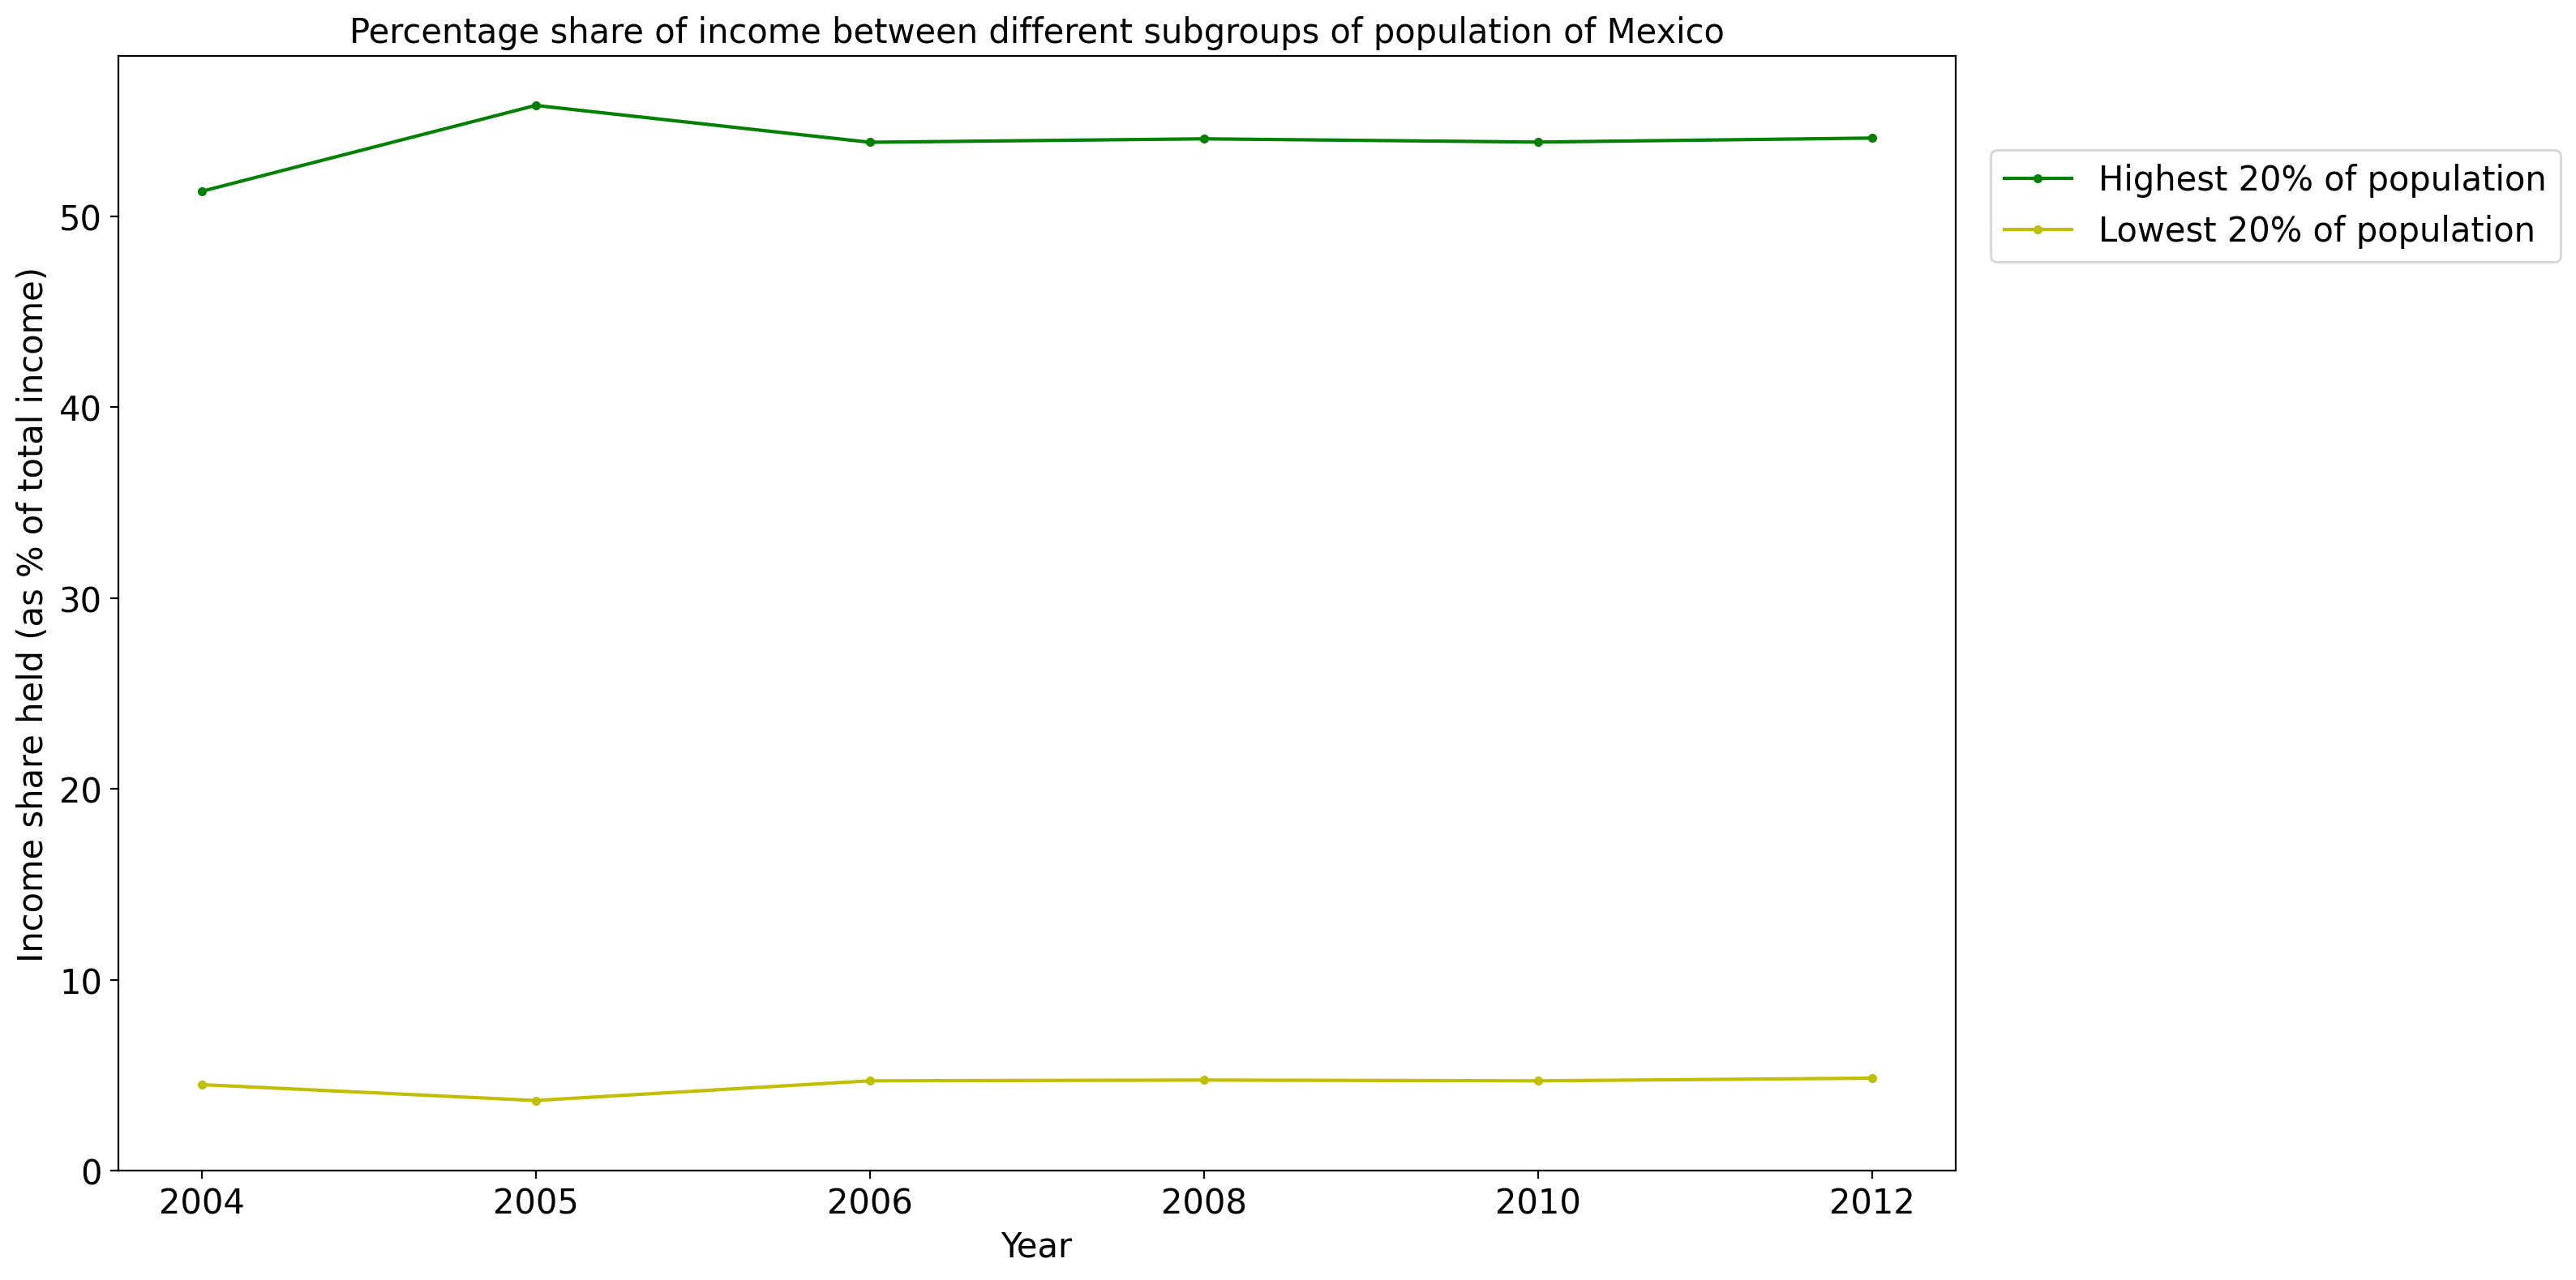 Percentage share of income between different subgroups of population of Mexico
Highest 20% of population
Lowest 20% of population
Income share held (as % of total income)
50
40
30
20
10
0
2004 2005 2006 2008 2010 2012
Year